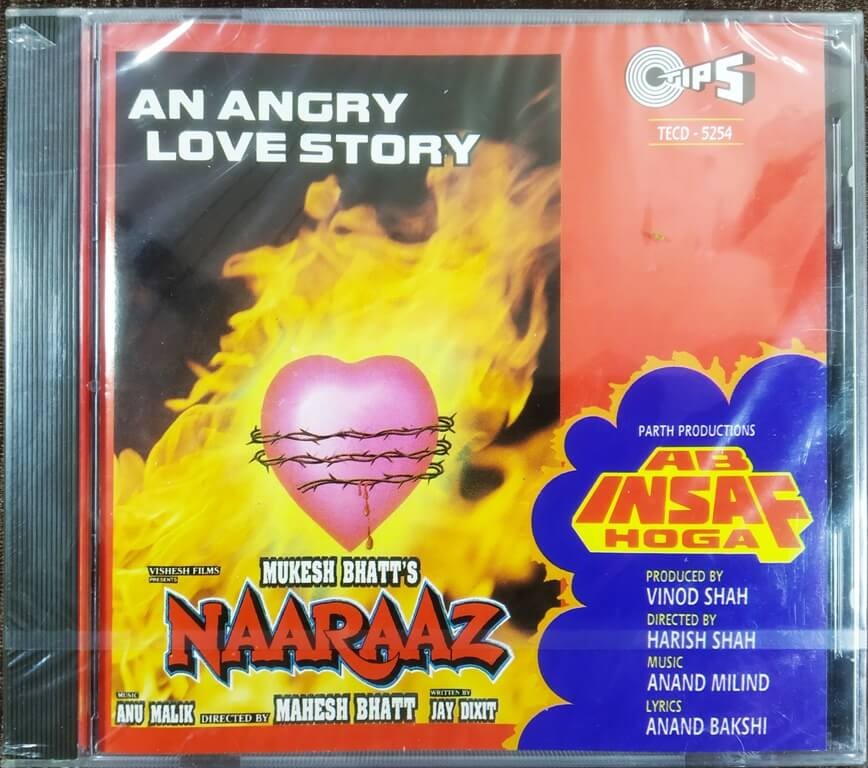 AN ANGRY
LOVE STORY
TIPS
TECD - 5254
VISHESH FILMS
PRESENTS
MUKESH BHATT'S
NAARAAZ
MUSIC
ANU MALIK
DIRECTED BY MAHESH BHATT
WRITTEN BY
JAY DIXIT
PARTH PRODUCTIONS
AB
INSAF
HOGA
PRODUCED BY
VINOD SHAH
DIRECTED BY
HARISH SHAH
MUSIC
ANAND MILIND
LYRICS
ANAND BAKSHI